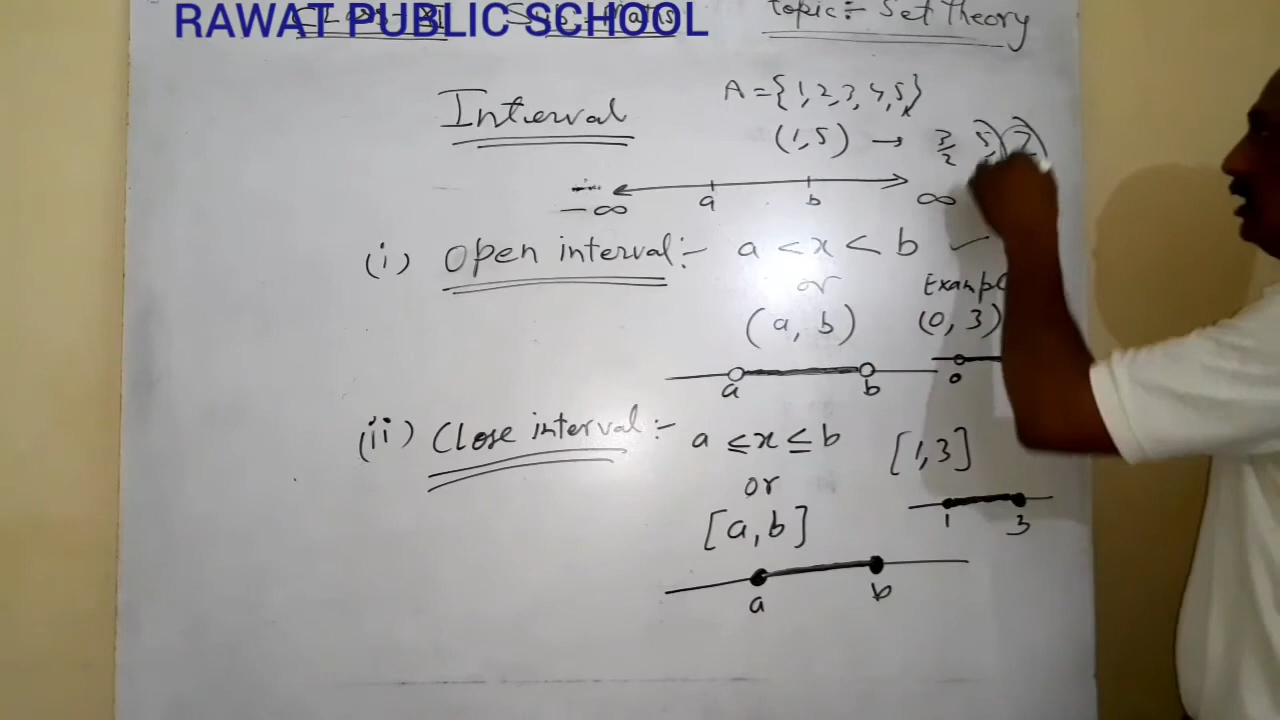 RAWAT PUBLIC SCHOOL
Topic:- Set Theory
Interval
A = {1, 2, 3, 4, 5}
(1, 5) → 3/2 5
-∞ a b ∞
(i) Open interval:- a < x < b
or
Example
(a, b) (0, 3)
a b 0
(ii) Close interval:- a ≤ x ≤ b [1, 3]
or
[a, b] 1 3
a b